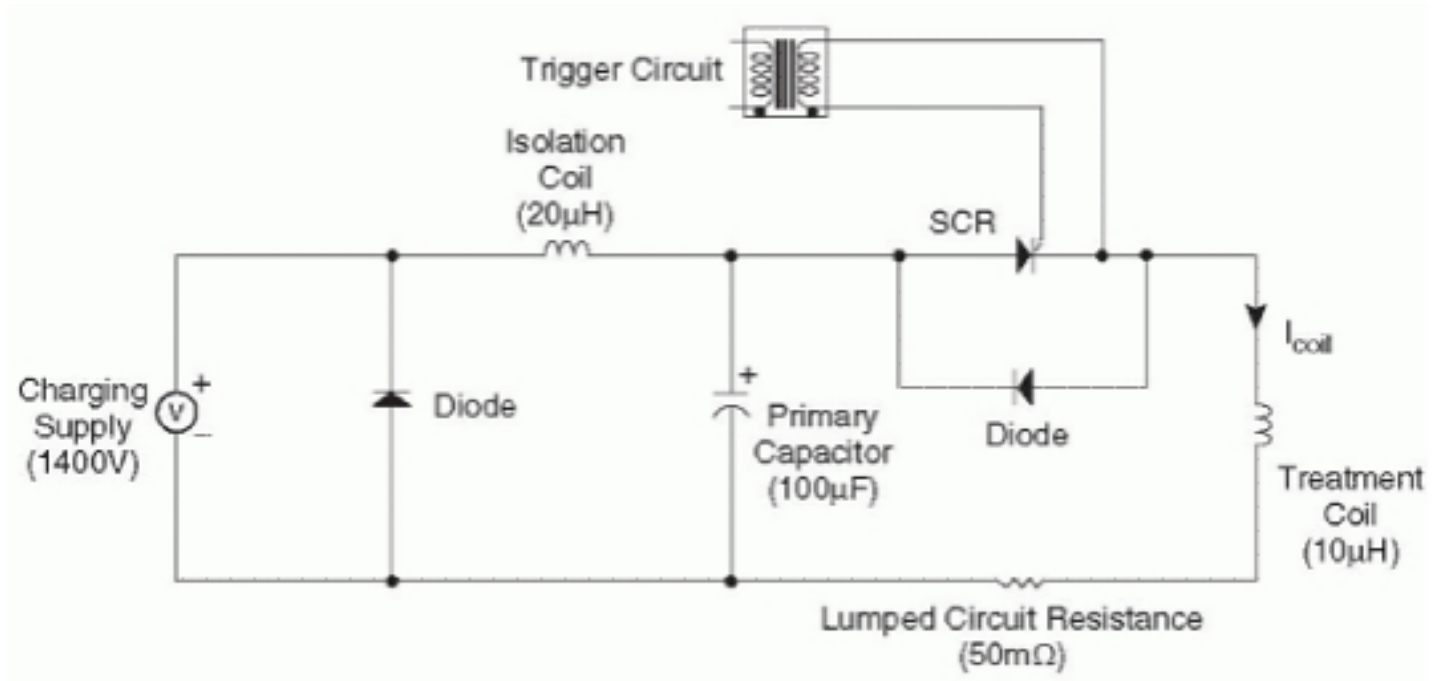 Trigger Circuit
Isolation
Coil
(20µH)
SCR
I coil
Charging
Supply
(1400V)
+
V
_
Diode
+
Primary
Capacitor
(100µF)
Diode
Treatment
Coil
(10µH)
Lumped Circuit Resistance
(50mΩ)